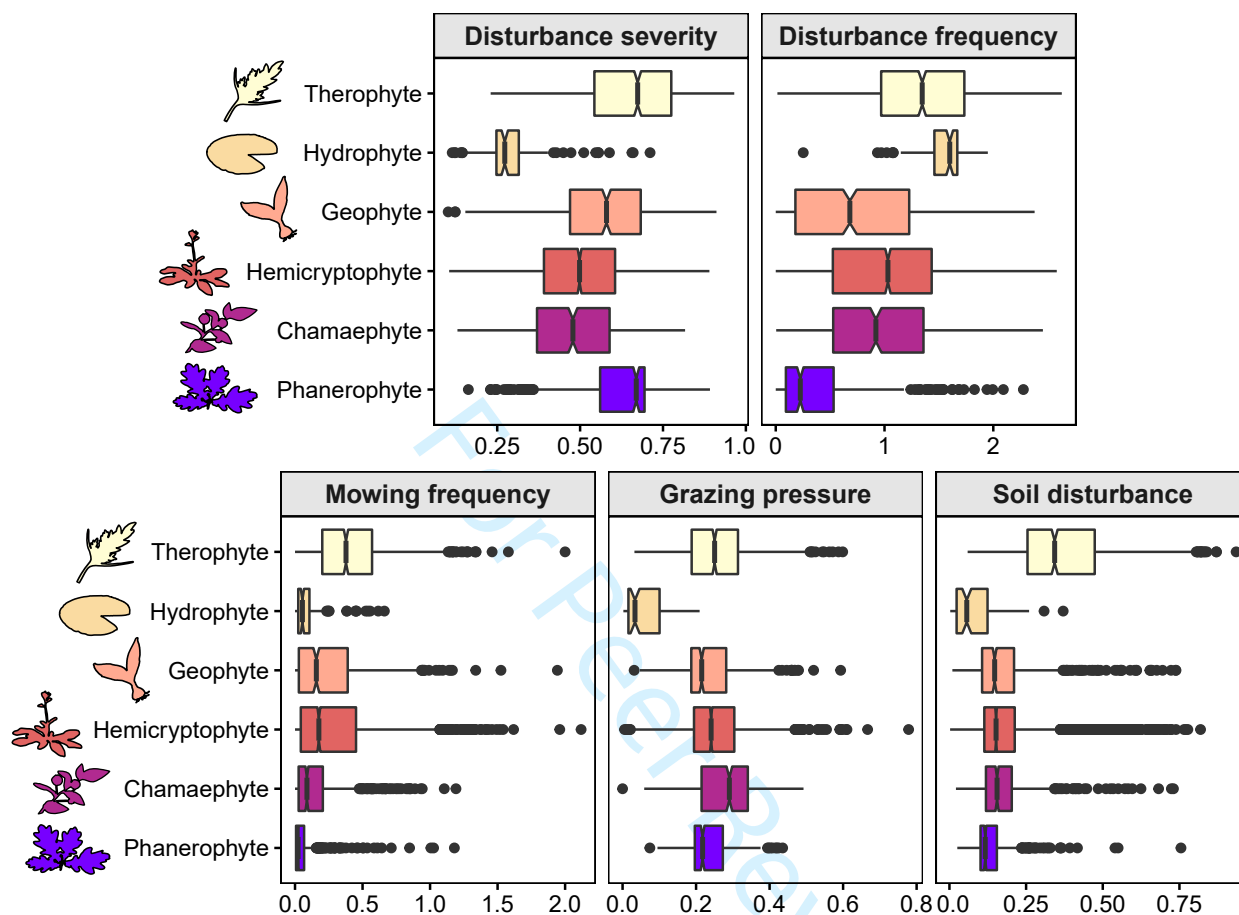 Disturbance severity Disturbance frequency
Therophyte
Hydrophyte
Geophyte
Hemicryptophyte
Chamaephyte
Phanerophyte
0.25 0.50 0.75 1.0 0 1 2
Mowing frequency Grazing pressure Soil disturbance
Therophyte
Hydrophyte
Geophyte
Hemicryptophyte
Chamaephyte
Phanerophyte
0.0 0.5 1.0 1.5 2.0 0.0 0.2 0.4 0.6 0.8 0.00 0.25 0.50 0.75
For Peer Rev